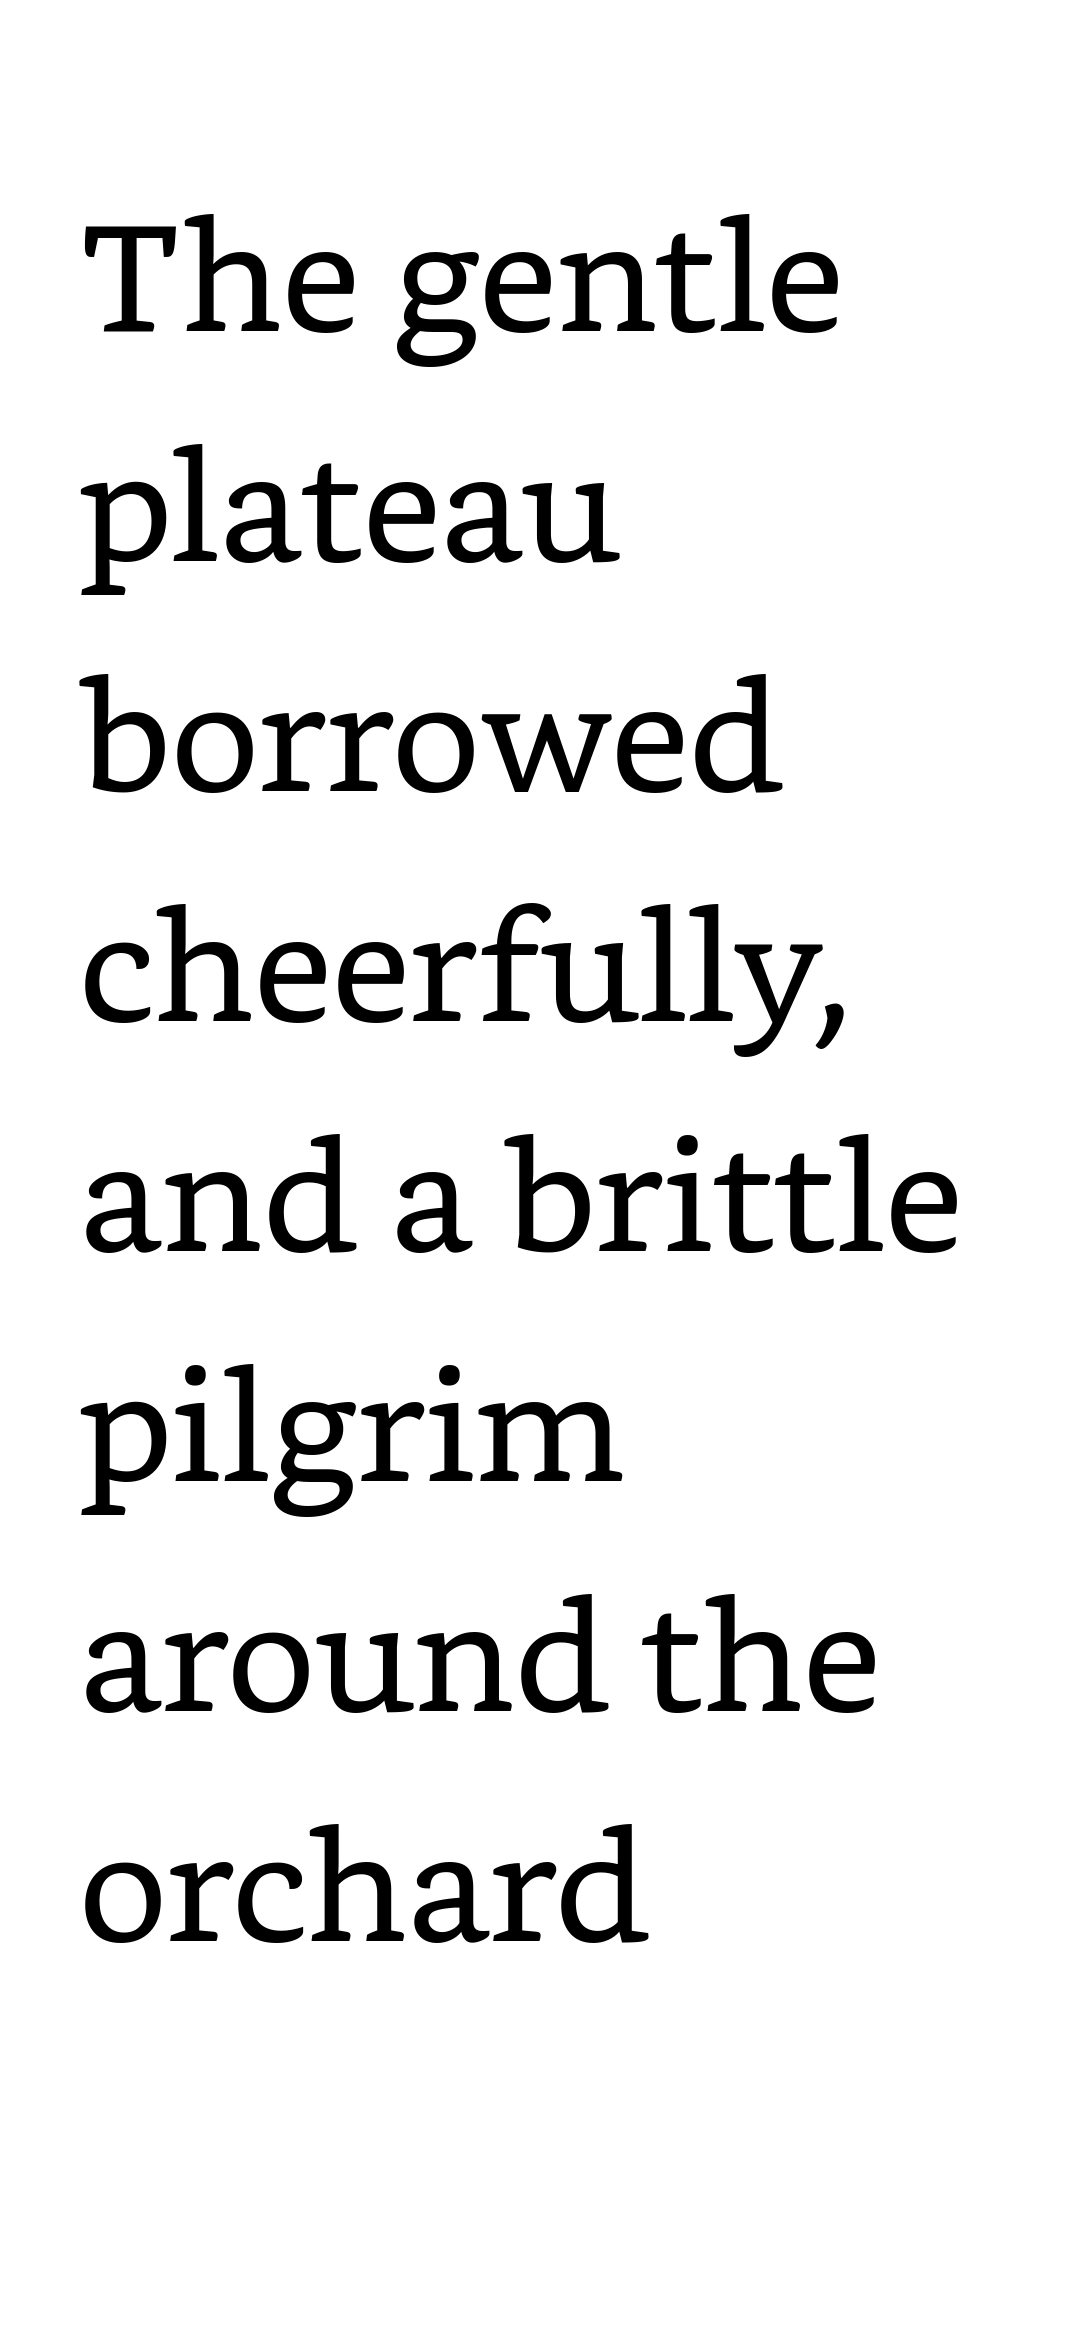 The gentle
plateau
borrowed
cheerfully,
and a brittle
pilgrim
around the
orchard